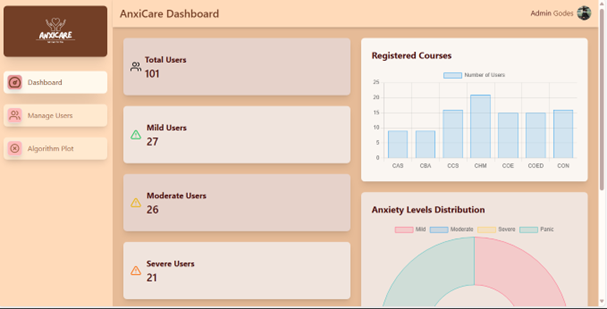 ANXICARE
AnxiCare Dashboard
Admin Godes
Dashboard
Manage Users
Algorithm Plot
Total Users
101
Mild Users
27
Moderate Users
26
Severe Users
21
Registered Courses
Number of Users
25
20
15
10
5
0
CAS CBA CCS CHM COE COED CON
Anxiety Levels Distribution
Mild Moderate Severe Panic